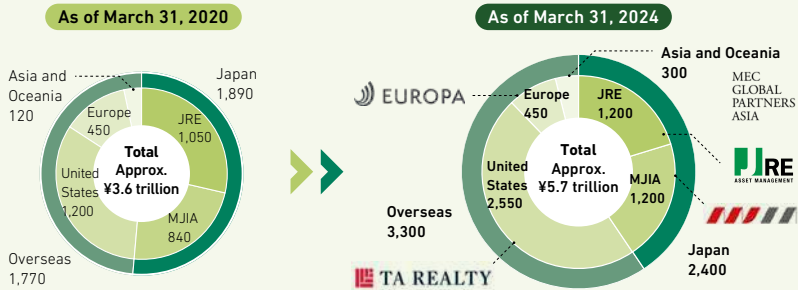 As of March 31, 2020
Asia and
Oceania
120
Japan
1,890
Europe
450
JRE
1,050
Total
Approx.
¥3.6 trillion
United
States
1,200
MJIA
840
Overseas
1,770
As of March 31, 2024
Asia and Oceania
300
MEC
GLOBAL
PARTNERS
ASIA
EUROPA
Europe
450
JRE
1,200
JRE
ASSET MANAGEMENT
Total
Approx.
¥5.7 trillion
United
States
2,550
MJIA
1,200
Overseas
3,300
Japan
2,400
TA REALTY